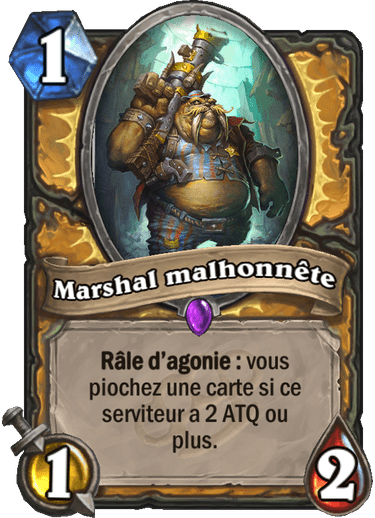 1
Marshal malhonnête
Râle d’agonie : vous
piochez une carte si ce
serviteur a 2 ATQ ou
plus.
1
2